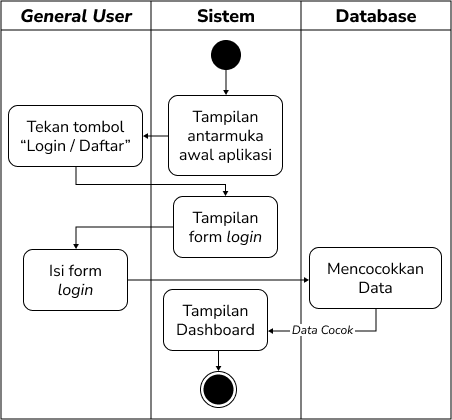 General User
Sistem
Database
Tampilan
antarmuka
awal aplikasi
Tekan tombol
“Login / Daftar”
Tampilan
form login
Isi form
login
Mencocokkan
Data
Data Cocok
Tampilan
Dashboard